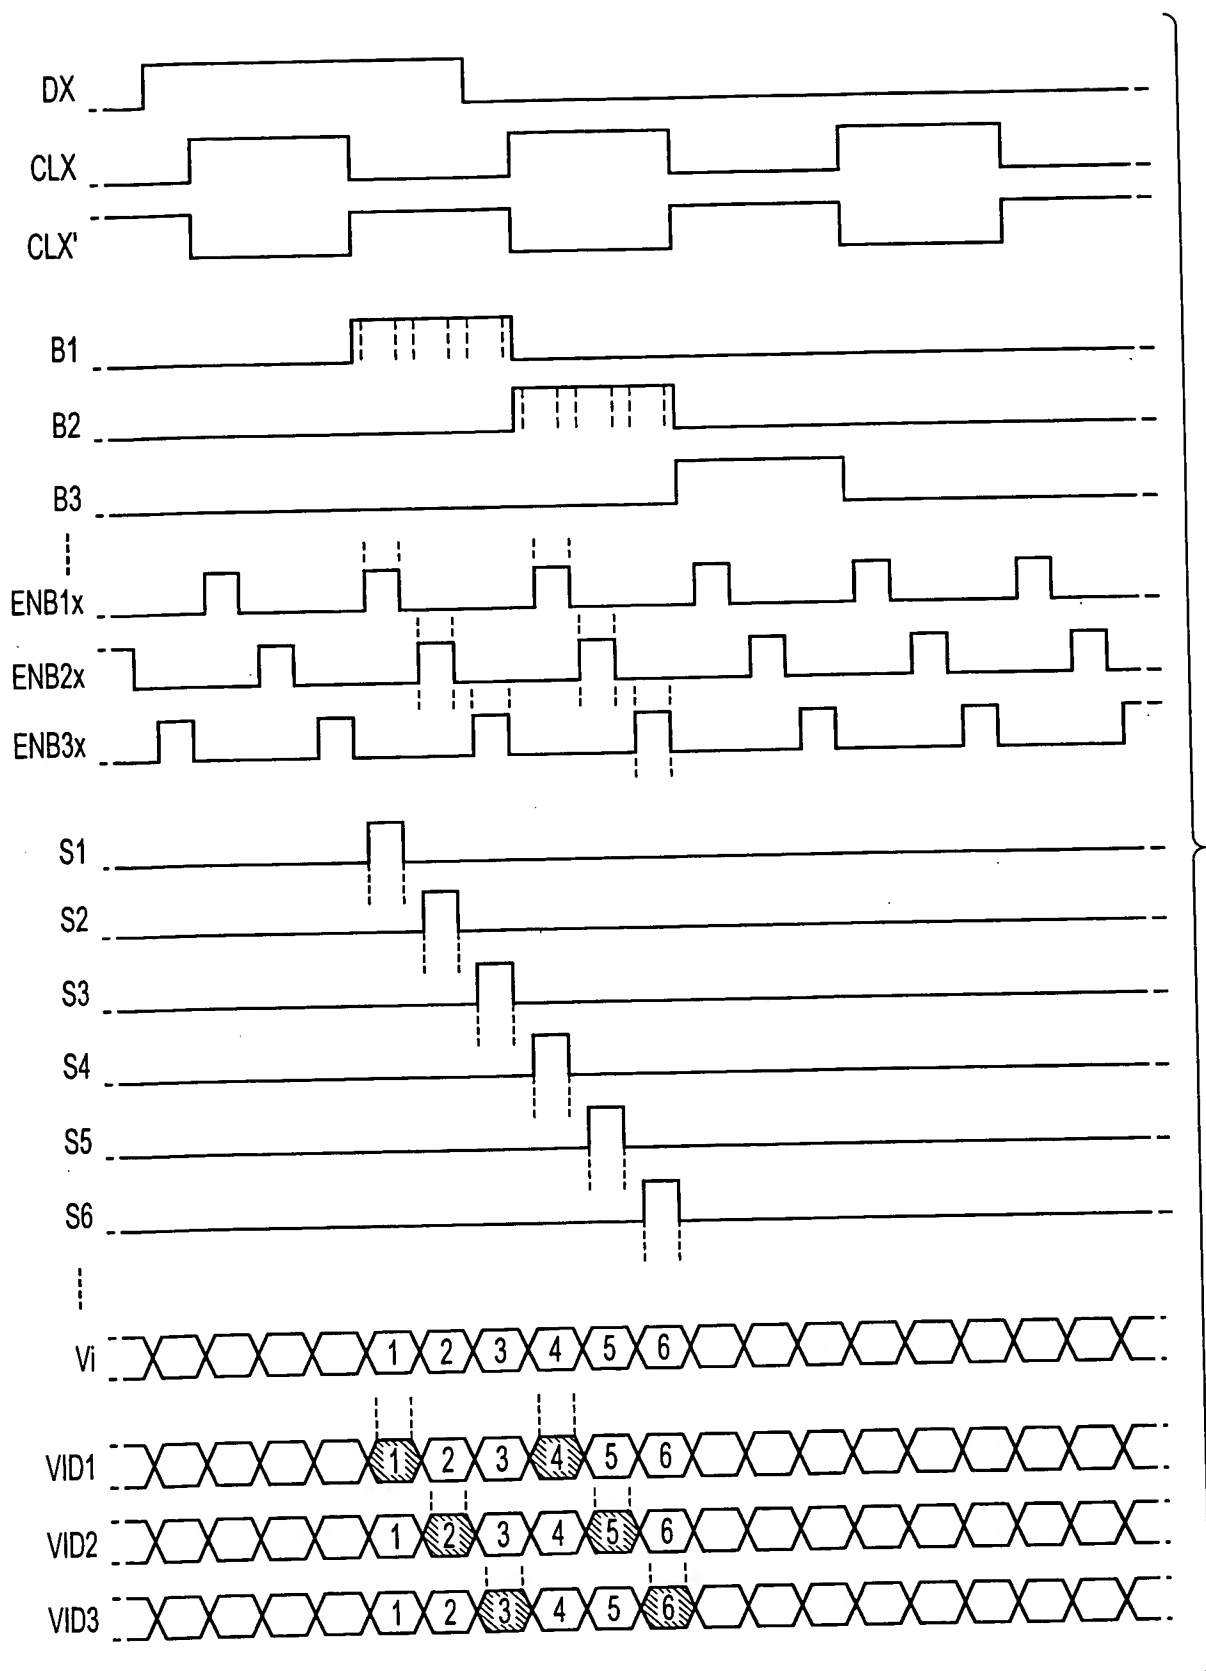 DX
CLX
CLX'
B1
B2
B3
ENB1x
ENB2x
ENB3x
S1
S2
S3
S4
S5
S6
Vi 1 2 3 4 5 6
VID1 1 2 3 4 5 6
VID2 1 2 3 4 5 6
VID3 1 2 3 4 5 6